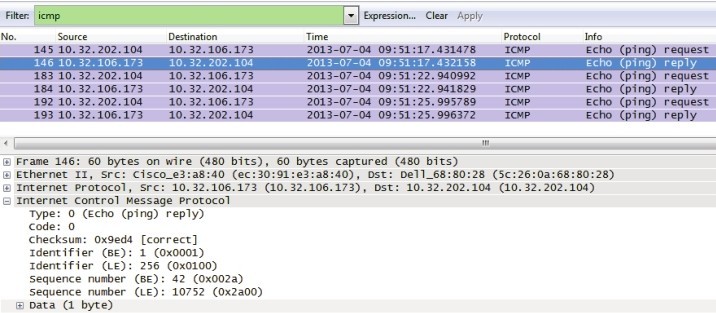 Filter: icmp Expression... Clear Apply
No. Source Destination Time Protocol Info
145 10.32.202.104 10.32.106.173 2013-07-04 09:51:17.431478 ICMP Echo (ping) request
146 10.32.106.173 10.32.202.104 2013-07-04 09:51:17.432158 ICMP Echo (ping) reply
183 10.32.202.104 10.32.106.173 2013-07-04 09:51:22.940992 ICMP Echo (ping) request
184 10.32.106.173 10.32.202.104 2013-07-04 09:51:22.941829 ICMP Echo (ping) reply
192 10.32.202.104 10.32.106.173 2013-07-04 09:51:25.995789 ICMP Echo (ping) request
193 10.32.106.173 10.32.202.104 2013-07-04 09:51:25.996372 ICMP Echo (ping) reply
Frame 146: 60 bytes on wire (480 bits), 60 bytes captured (480 bits)
Ethernet II, Src: Cisco_e3:a8:40 (ec:30:91:e3:a8:40), Dst: Dell_68:80:28 (5c:26:0a:68:80:28)
Internet Protocol, Src: 10.32.106.173 (10.32.106.173), Dst: 10.32.202.104 (10.32.202.104)
Internet Control Message Protocol
Type: 0 (Echo (ping) reply)
Code: 0
Checksum: 0x9ed4 [correct]
Identifier (BE): 1 (0x0001)
Identifier (LE): 256 (0x0100)
Sequence number (BE): 42 (0x002a)
Sequence number (LE): 10752 (0x2a00)
Data (1 byte)